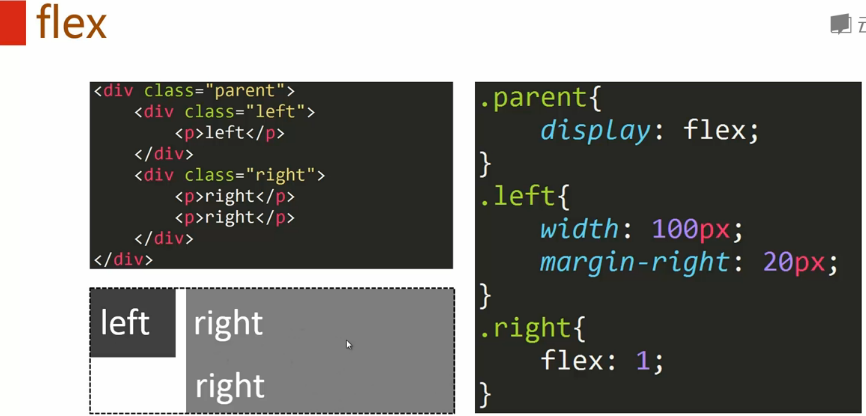 flex
云
<div class="parent">
    <div class="left">
        <p>left</p>
    </div>
    <div class="right">
        <p>right</p>
        <p>right</p>
    </div>
</div>
left
right
right
.parent{
    display: flex;
}
.left{
    width: 100px;
    margin-right: 20px;
}
.right{
    flex: 1;
}